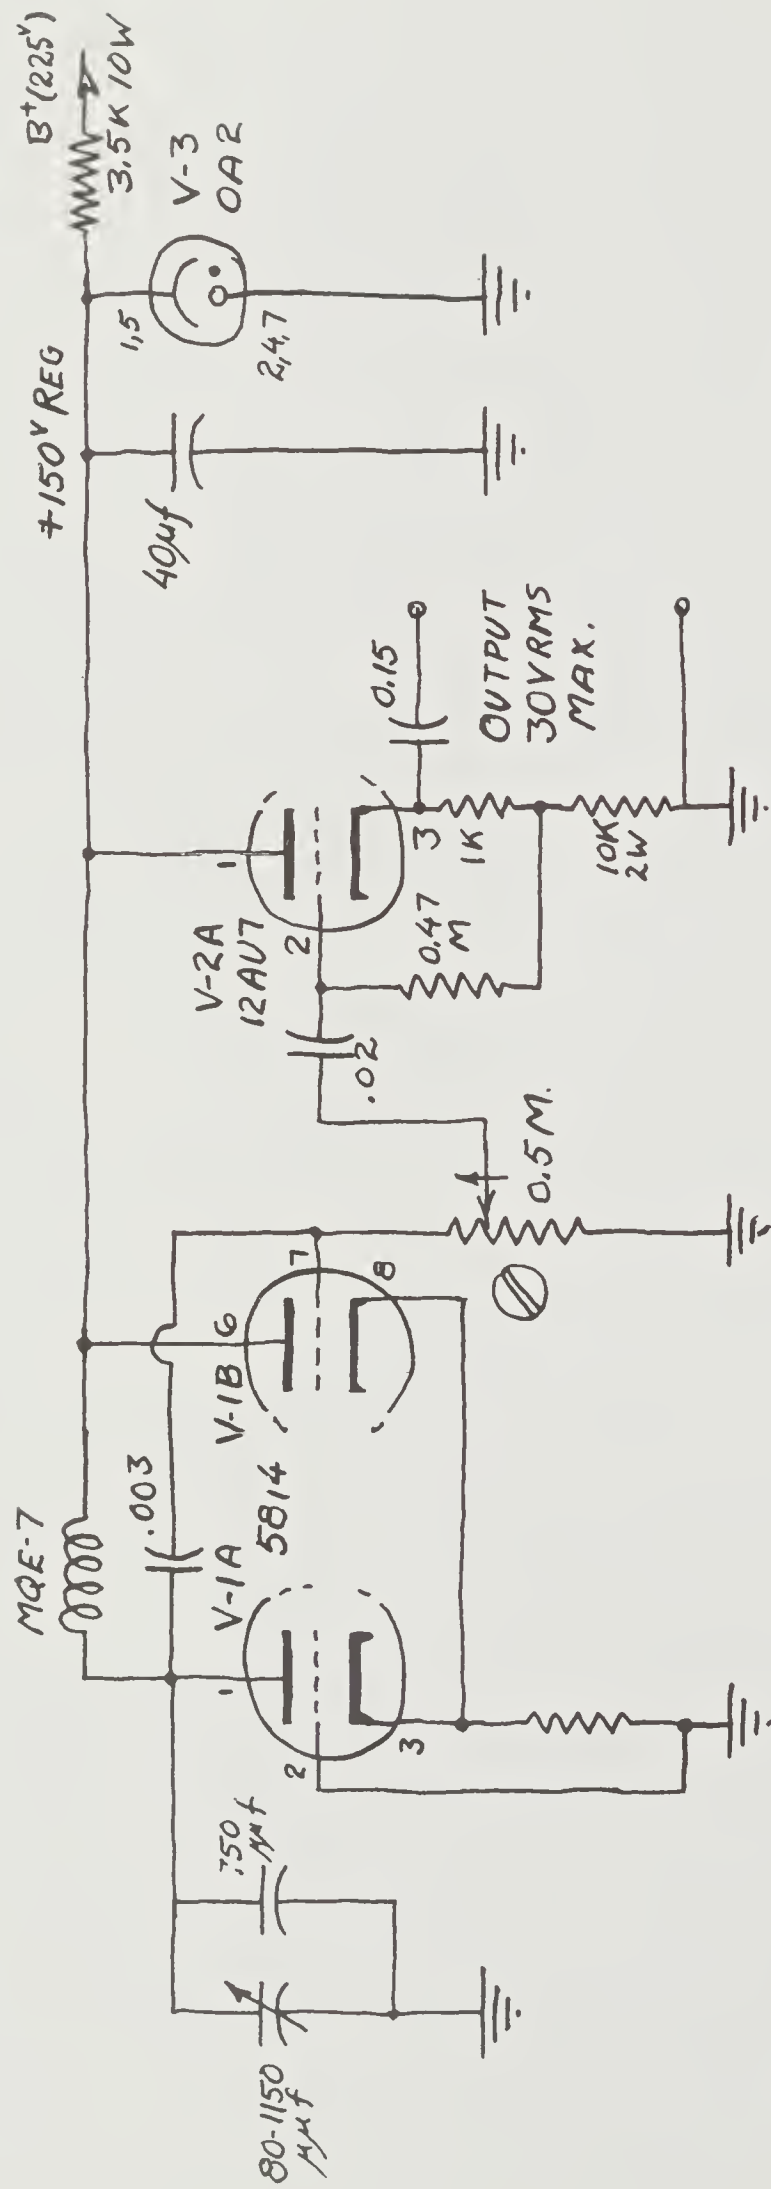 80-1150
µµf
750
µµf
MQE-7
.003
V-1A
5814
V-1B
1
2
3
6
7
8
0.5M.
.02
V-2A
12AU7
1
2
3
0.47
M
1K
10K
2W
0.15
OUTPUT
30VRMS
MAX.
+150V REG
40µf
1,5
2,4,7
V-3
OA2
B+(225V)
3.5K 10W